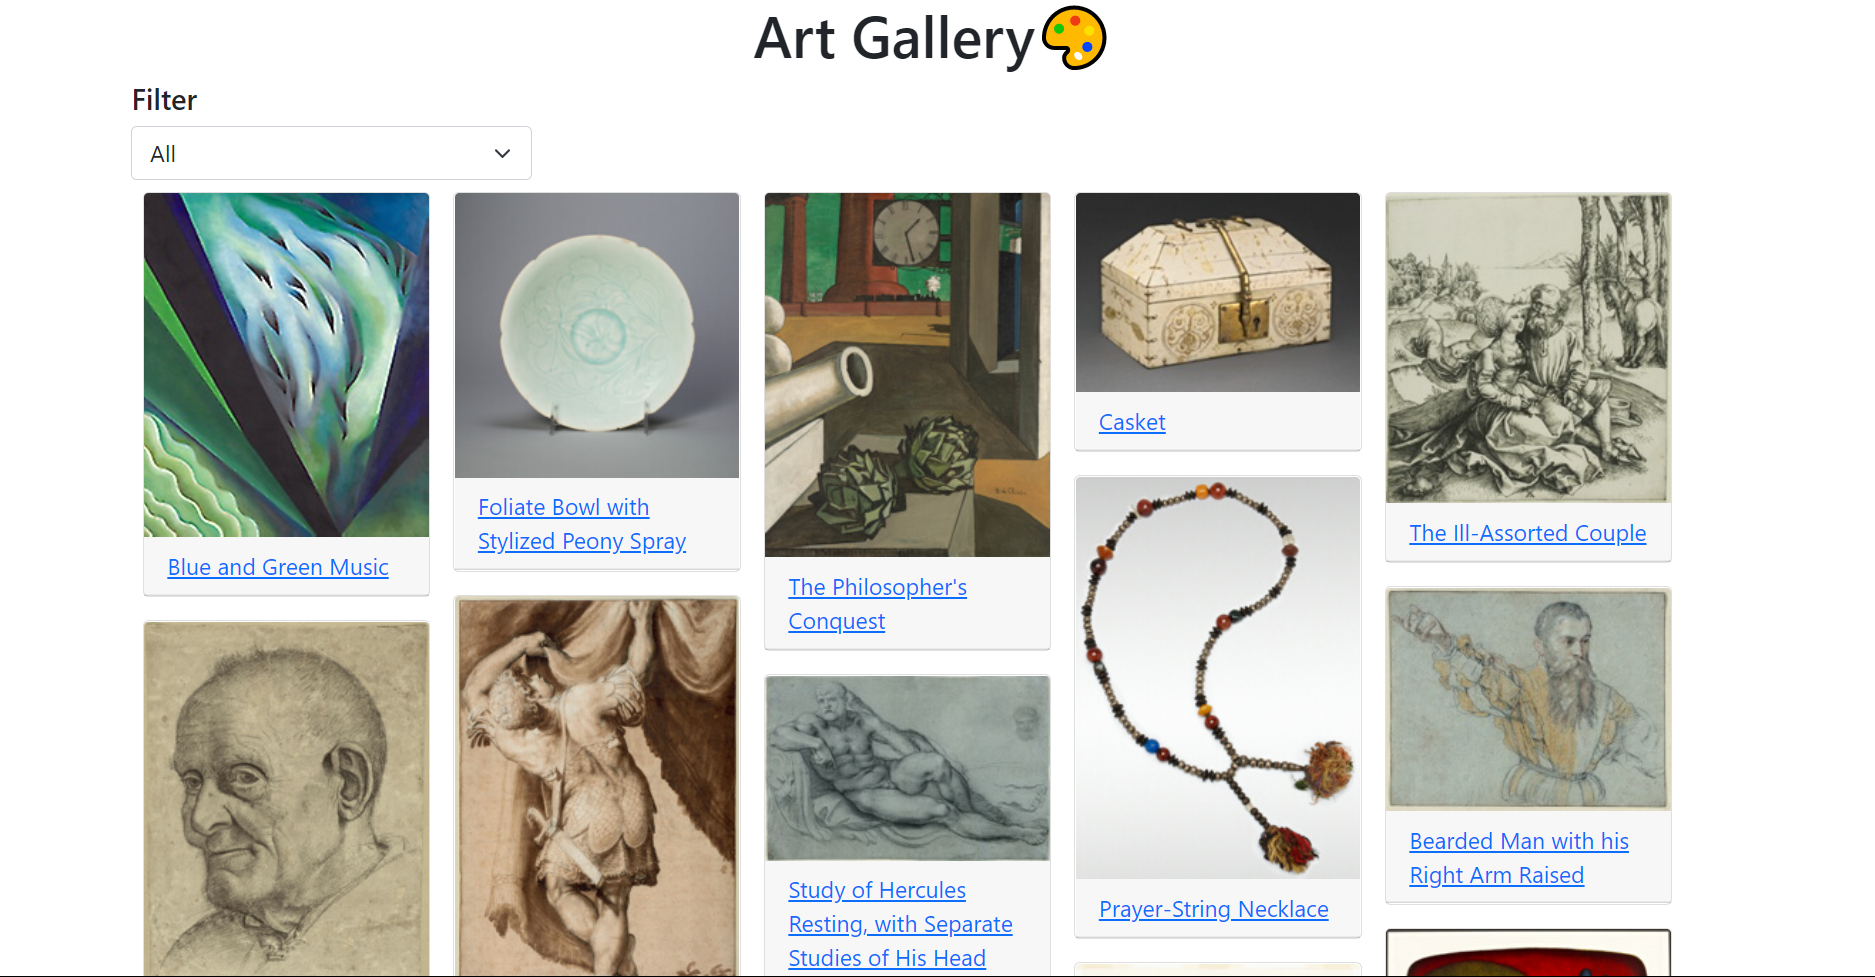 Art Gallery
Filter
All
Blue and Green Music
Foliate Bowl with
Stylized Peony Spray
The Philosopher's
Conquest
Study of Hercules
Resting, with Separate
Studies of His Head
Casket
Prayer-String Necklace
The Ill-Assorted Couple
Bearded Man with his
Right Arm Raised